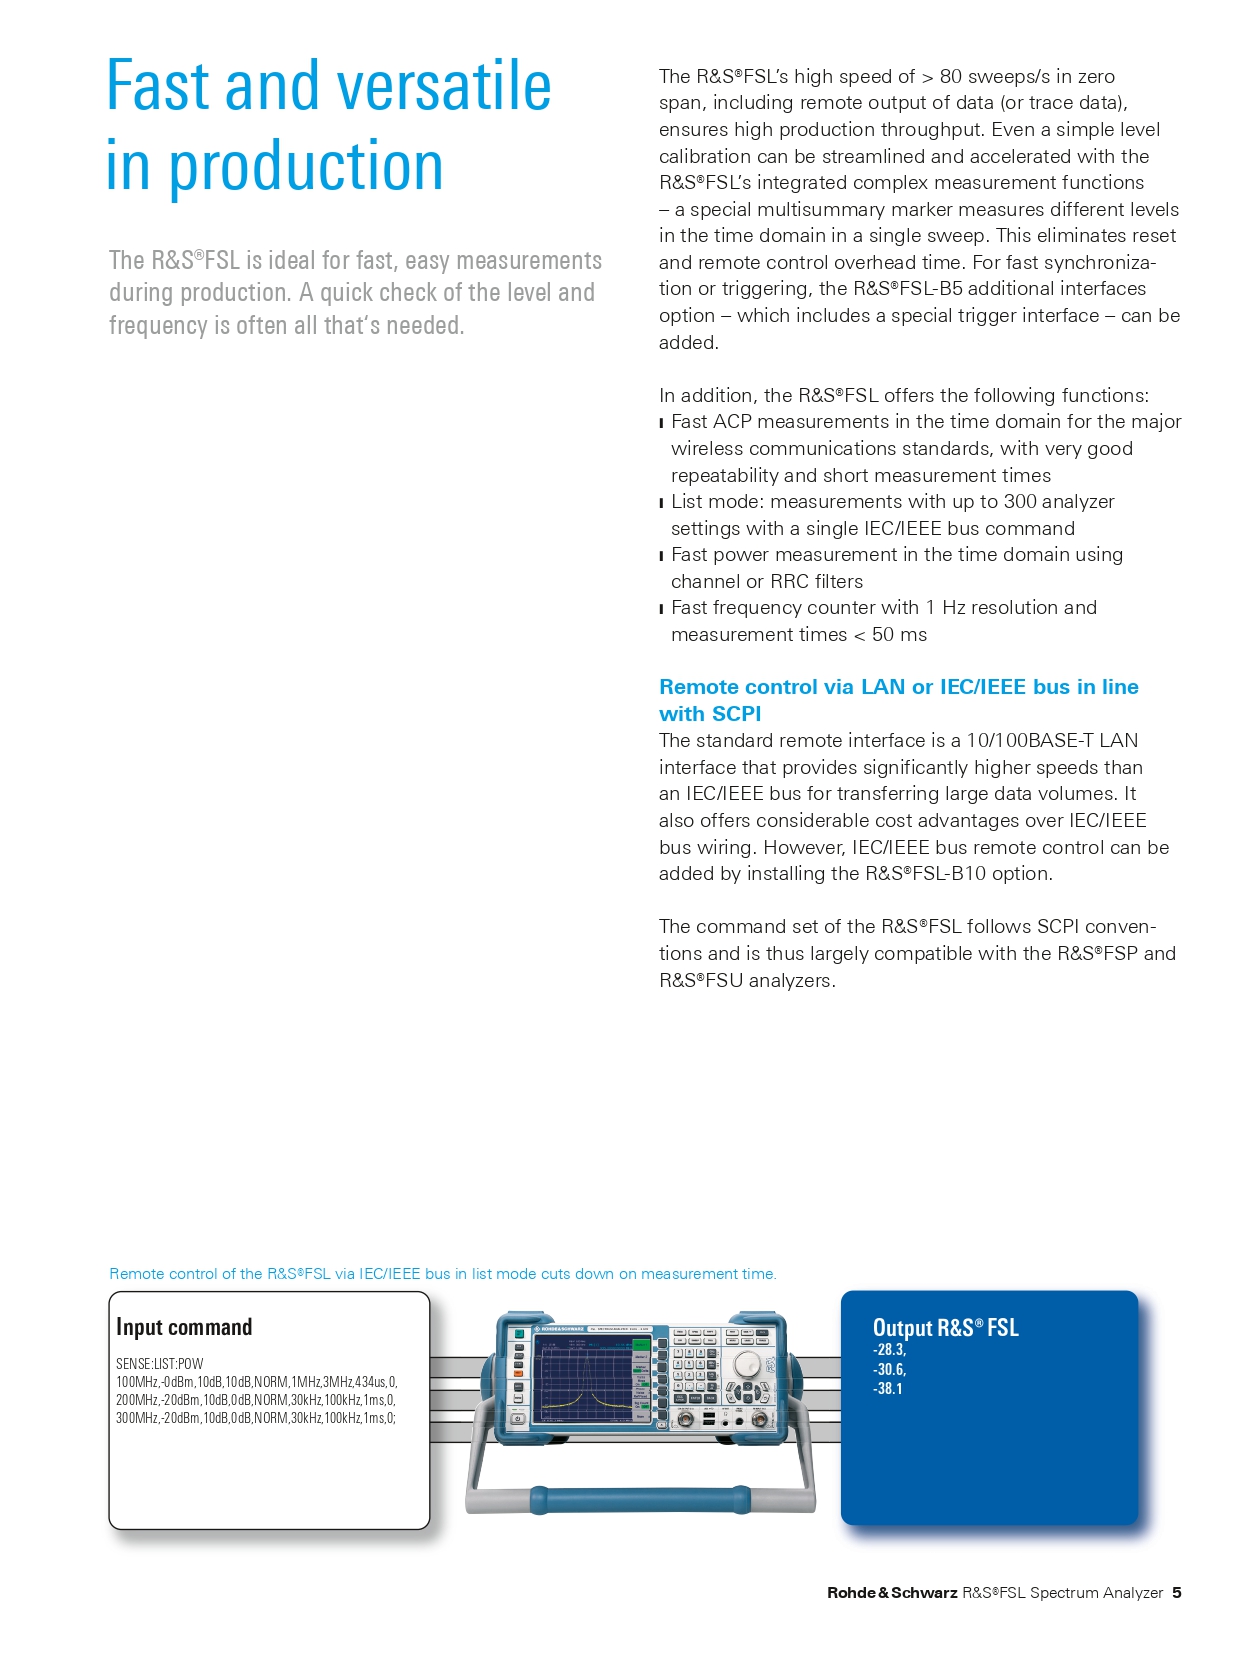 Fast and versatile
in production
The R&S®FSL is ideal for fast, easy measurements
during production. A quick check of the level and
frequency is often all that‘s needed.
The R&S®FSL’s high speed of > 80 sweeps/s in zero
span, including remote output of data (or trace data),
ensures high production throughput. Even a simple level
calibration can be streamlined and accelerated with the
R&S®FSL’s integrated complex measurement functions
– a special multisummary marker measures different levels
in the time domain in a single sweep. This eliminates reset
and remote control overhead time. For fast synchroniza-
tion or triggering, the R&S®FSL-B5 additional interfaces
option – which includes a special trigger interface – can be
added.
In addition, the R&S®FSL offers the following functions:
❙ Fast ACP measurements in the time domain for the major
wireless communications standards, with very good
repeatability and short measurement times
❙ List mode: measurements with up to 300 analyzer
settings with a single IEC/IEEE bus command
❙ Fast power measurement in the time domain using
channel or RRC filters
❙ Fast frequency counter with 1 Hz resolution and
measurement times < 50 ms
Remote control via LAN or IEC/IEEE bus in line
with SCPI
The standard remote interface is a 10/100BASE-T LAN
interface that provides significantly higher speeds than
an IEC/IEEE bus for transferring large data volumes. It
also offers considerable cost advantages over IEC/IEEE
bus wiring. However, IEC/IEEE bus remote control can be
added by installing the R&S®FSL-B10 option.
The command set of the R&S®FSL follows SCPI conven-
tions and is thus largely compatible with the R&S®FSP and
R&S®FSU analyzers.
Remote control of the R&S®FSL via IEC/IEEE bus in list mode cuts down on measurement time.
Input command
SENSE:LIST:POW
100MHz,-0dBm,10dB,10dB,NORM,1MHz,3MHz,434us,0,
200MHz,-20dBm,10dB,0dB,NORM,30kHz,100kHz,1ms,0,
300MHz,-20dBm,10dB,0dB,NORM,30kHz,100kHz,1ms,0;
ROHDE&SCHWARZ
Output R&S® FSL
-28.3,
-30.6,
-38.1
Rohde & Schwarz R&S®FSL Spectrum Analyzer 5